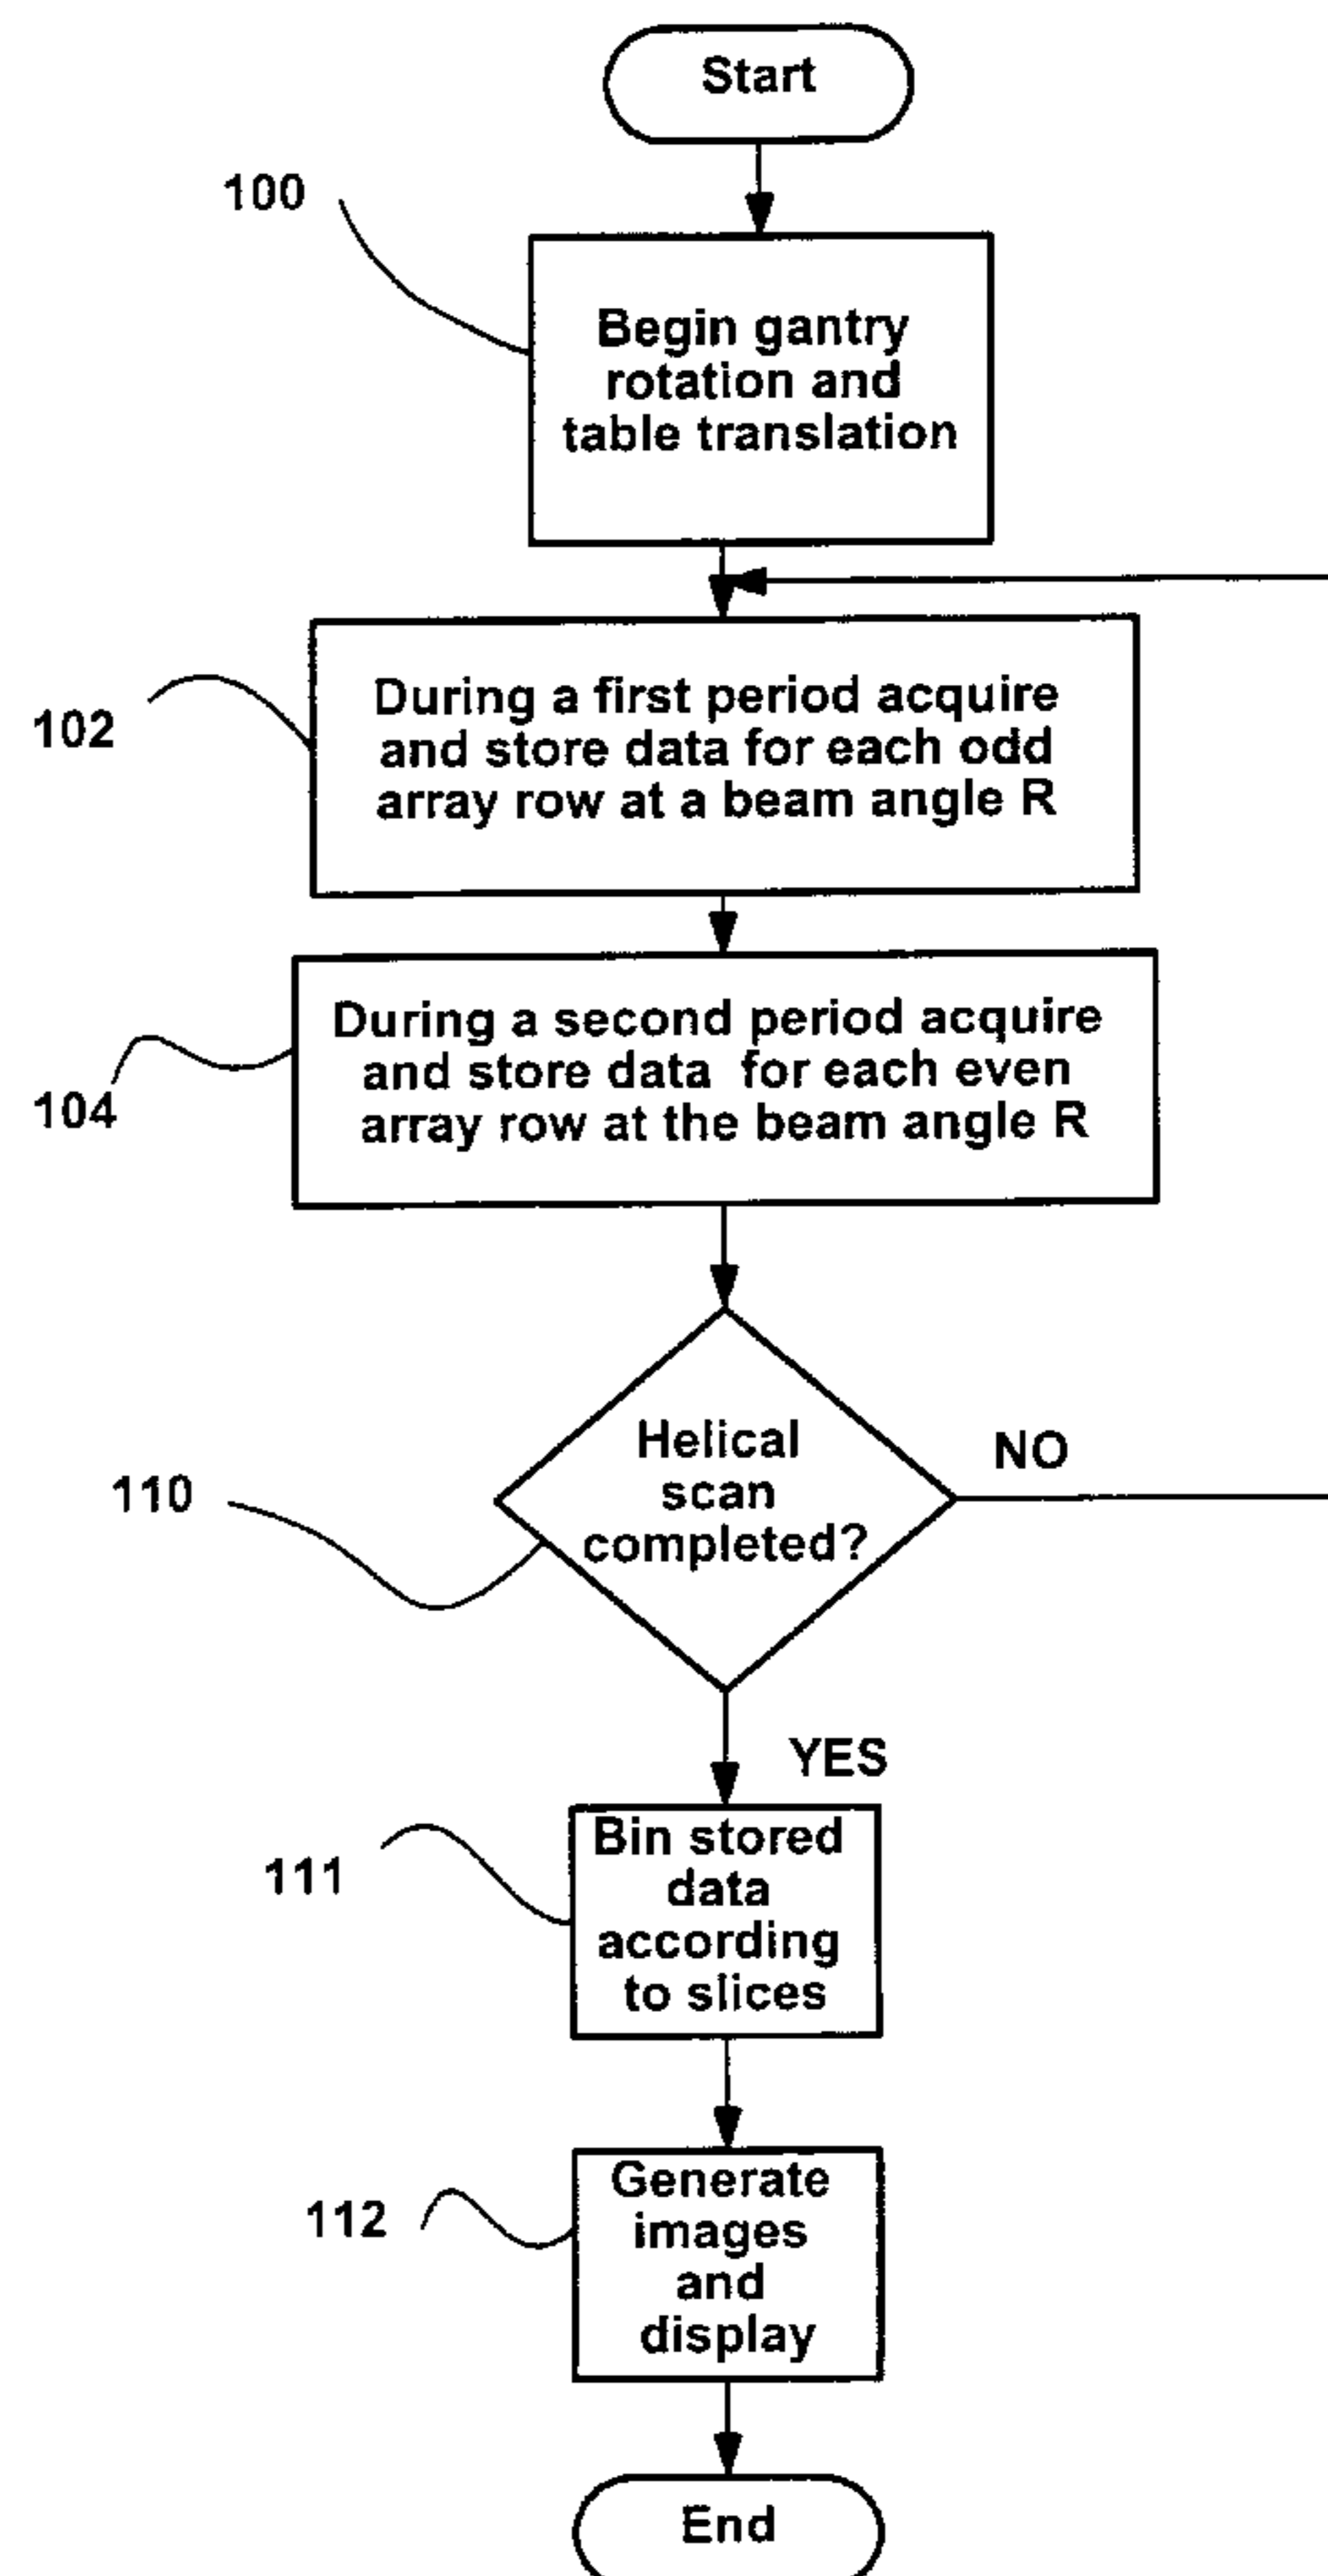 Start
100
Begin gantry
rotation and
table translation
102
During a first period acquire
and store data for each odd
array row at a beam angle R
104
During a second period acquire
and store data for each even
array row at the beam angle R
110
Helical
scan
completed?
NO
YES
111
Bin stored
data
according
to slices
112
Generate
images
and
display
End